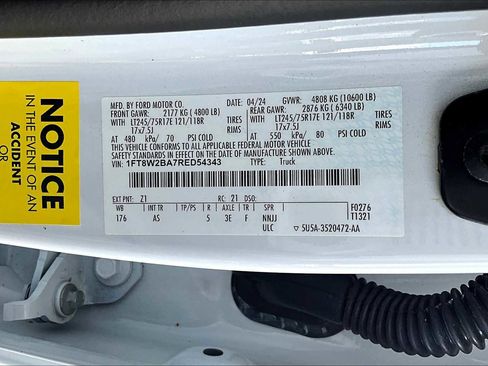 NOTICE
IN THE EVENT OF AN
ACCIDENT
OR
MFD. BY FORD MOTOR CO.
04/24 GVWR: 4808 KG (10600 LB)
FRONT GAWR: 2177 KG (4800 LB)
REAR GAWR: 2876 KG (6340 LB)
LT245/75R17E 121/118R TIRES
LT245/75R17E 121/118R TIRES
17x7.5J RIMS
17x7.5J RIMS
AT 480 kPa/ 70 PSI COLD
AT 550 kPa/ 80 PSI COLD
THIS VEHICLE CONFORMS TO ALL APPLICABLE FEDERAL MOTOR VEHICLE
SAFETY STANDARDS IN EFFECT ON THE DATE OF MANUFACTURE SHOWN ABOVE.
VIN: 1FT8W2BA7RED54343 TYPE: Truck
EXT PNT: Z1 RC: 21 DSO:
WB INT TR TP/PS R AXLE TR SPR
176 AS 5 3E F NNJJ
F0276
T1321
ULC ▽ 5U5A-3520472-AA